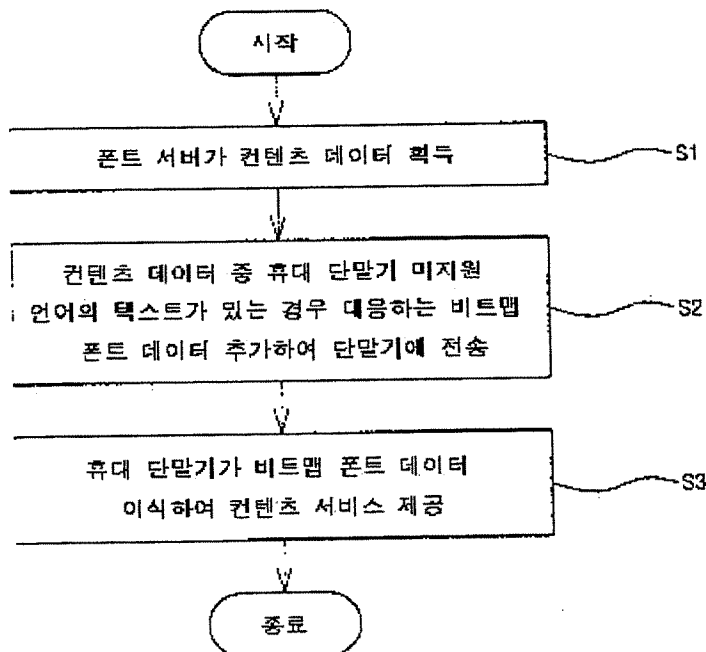 시작
폰트 서버가 컨텐츠 데이터 획득
S1
컨텐츠 데이터 중 휴대 단말기 미지원
언어의 텍스트가 있는 경우 대응하는 비트맵
폰트 데이터 추가하여 단말기에 전송
S2
휴대 단말기가 비트맵 폰트 데이터
이식하여 컨텐츠 서비스 제공
S3
종료